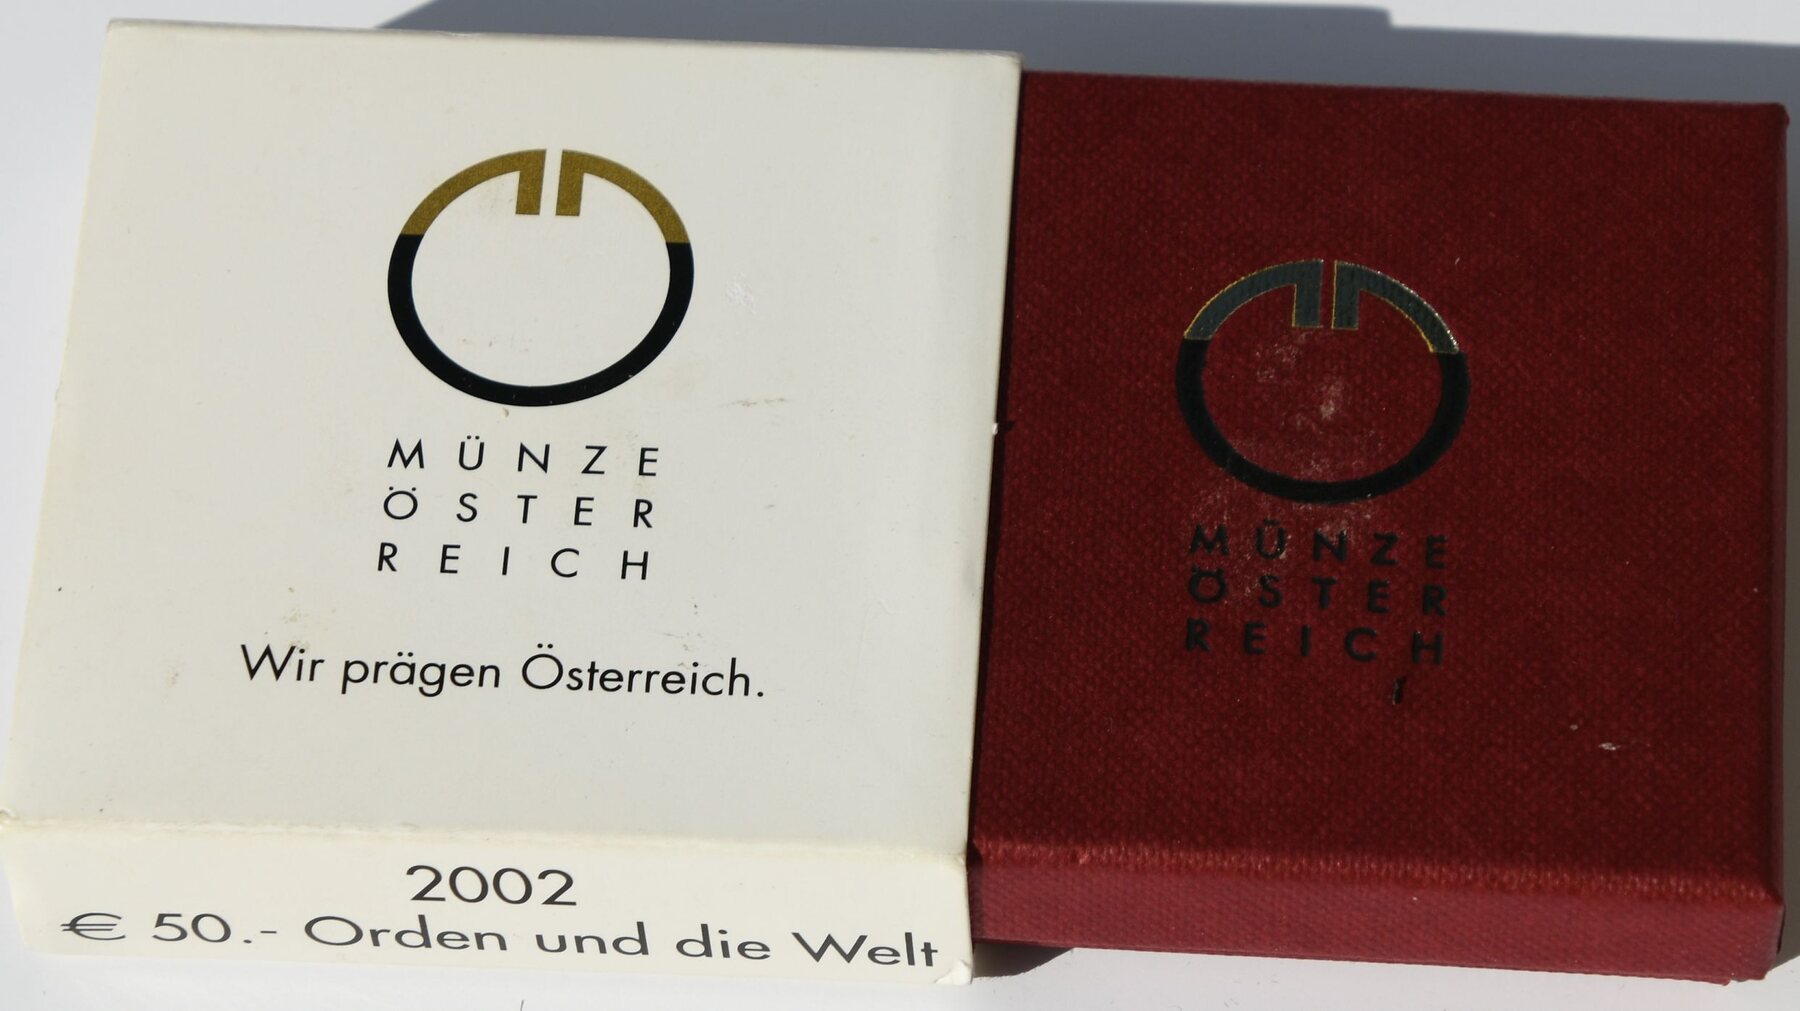 MÜNZE
ÖSTER
REICH
Wir prägen Österreich.
2002
€ 50.- Orden und die Welt
MÜNZE
ÖSTER
REICH